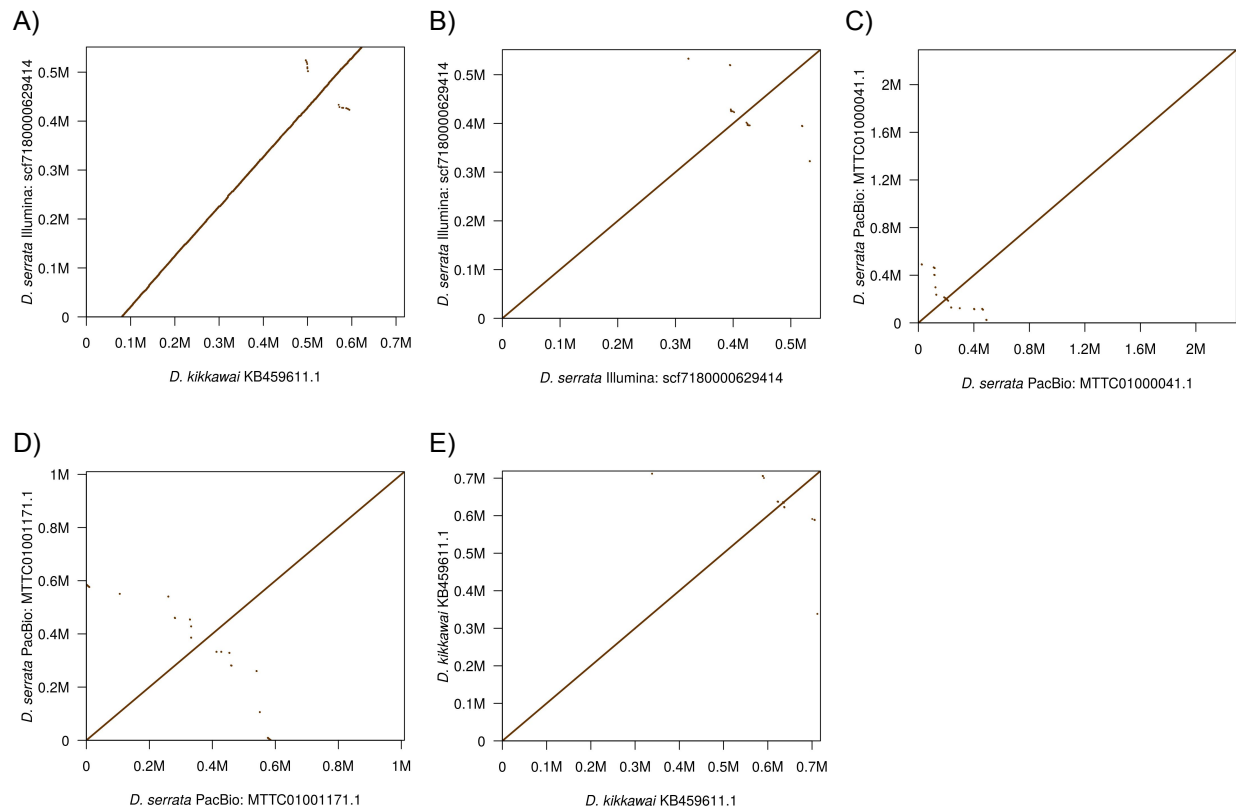 A)
D. serrata Illumina: scf7180000629414
0.5M
0.4M
0.3M
0.2M
0.1M
0
0 0.1M 0.2M 0.3M 0.4M 0.5M 0.6M 0.7M
D. kikkawai KB459611.1
B)
D. serrata Illumina: scf7180000629414
0.5M
0.4M
0.3M
0.2M
0.1M
0
0 0.1M 0.2M 0.3M 0.4M 0.5M
D. serrata Illumina: scf7180000629414
C)
D. serrata PacBio: MTTC01000041.1
2M
1.6M
1.2M
0.8M
0.4M
0
0 0.4M 0.8M 1.2M 1.6M 2M
D. serrata PacBio: MTTC01000041.1
D)
D. serrata PacBio: MTTC01001171.1
1M
0.8M
0.6M
0.4M
0.2M
0
0 0.2M 0.4M 0.6M 0.8M 1M
D. serrata PacBio: MTTC01001171.1
E)
D. kikkawai KB459611.1
0.7M
0.6M
0.5M
0.4M
0.3M
0.2M
0.1M
0
0 0.1M 0.2M 0.3M 0.4M 0.5M 0.6M 0.7M
D. kikkawai KB459611.1